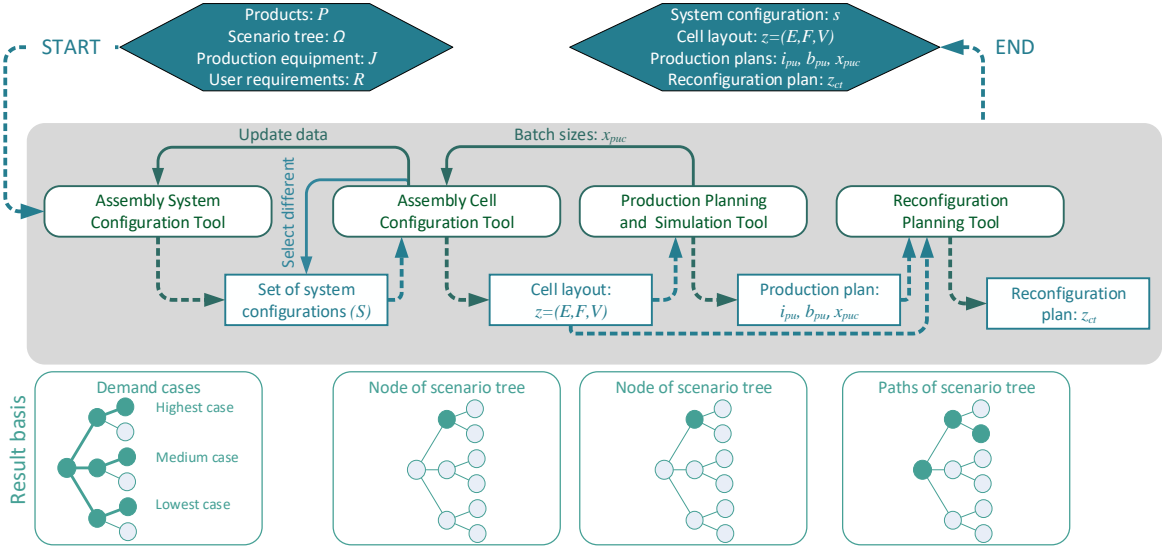 START
Products: P
Scenario tree: Ω
Production equipment: J
User requirements: R
System configuration: s
Cell layout: z=(E,F,V)
Production plans: i_pu, b_pu, x_puc
Reconfiguration plan: z_ct
END
Update data
Batch sizes: x_puc
Select different
Assembly System
Configuration Tool
Assembly Cell
Configuration Tool
Production Planning
and Simulation Tool
Reconfiguration
Planning Tool
Set of system
configurations (S)
Cell layout:
z=(E,F,V)
Production plan:
i_pu, b_pu, x_puc
Reconfiguration
plan: z_ct
Result basis
Demand cases
Highest case
Medium case
Lowest case
Node of scenario tree
Node of scenario tree
Paths of scenario tree